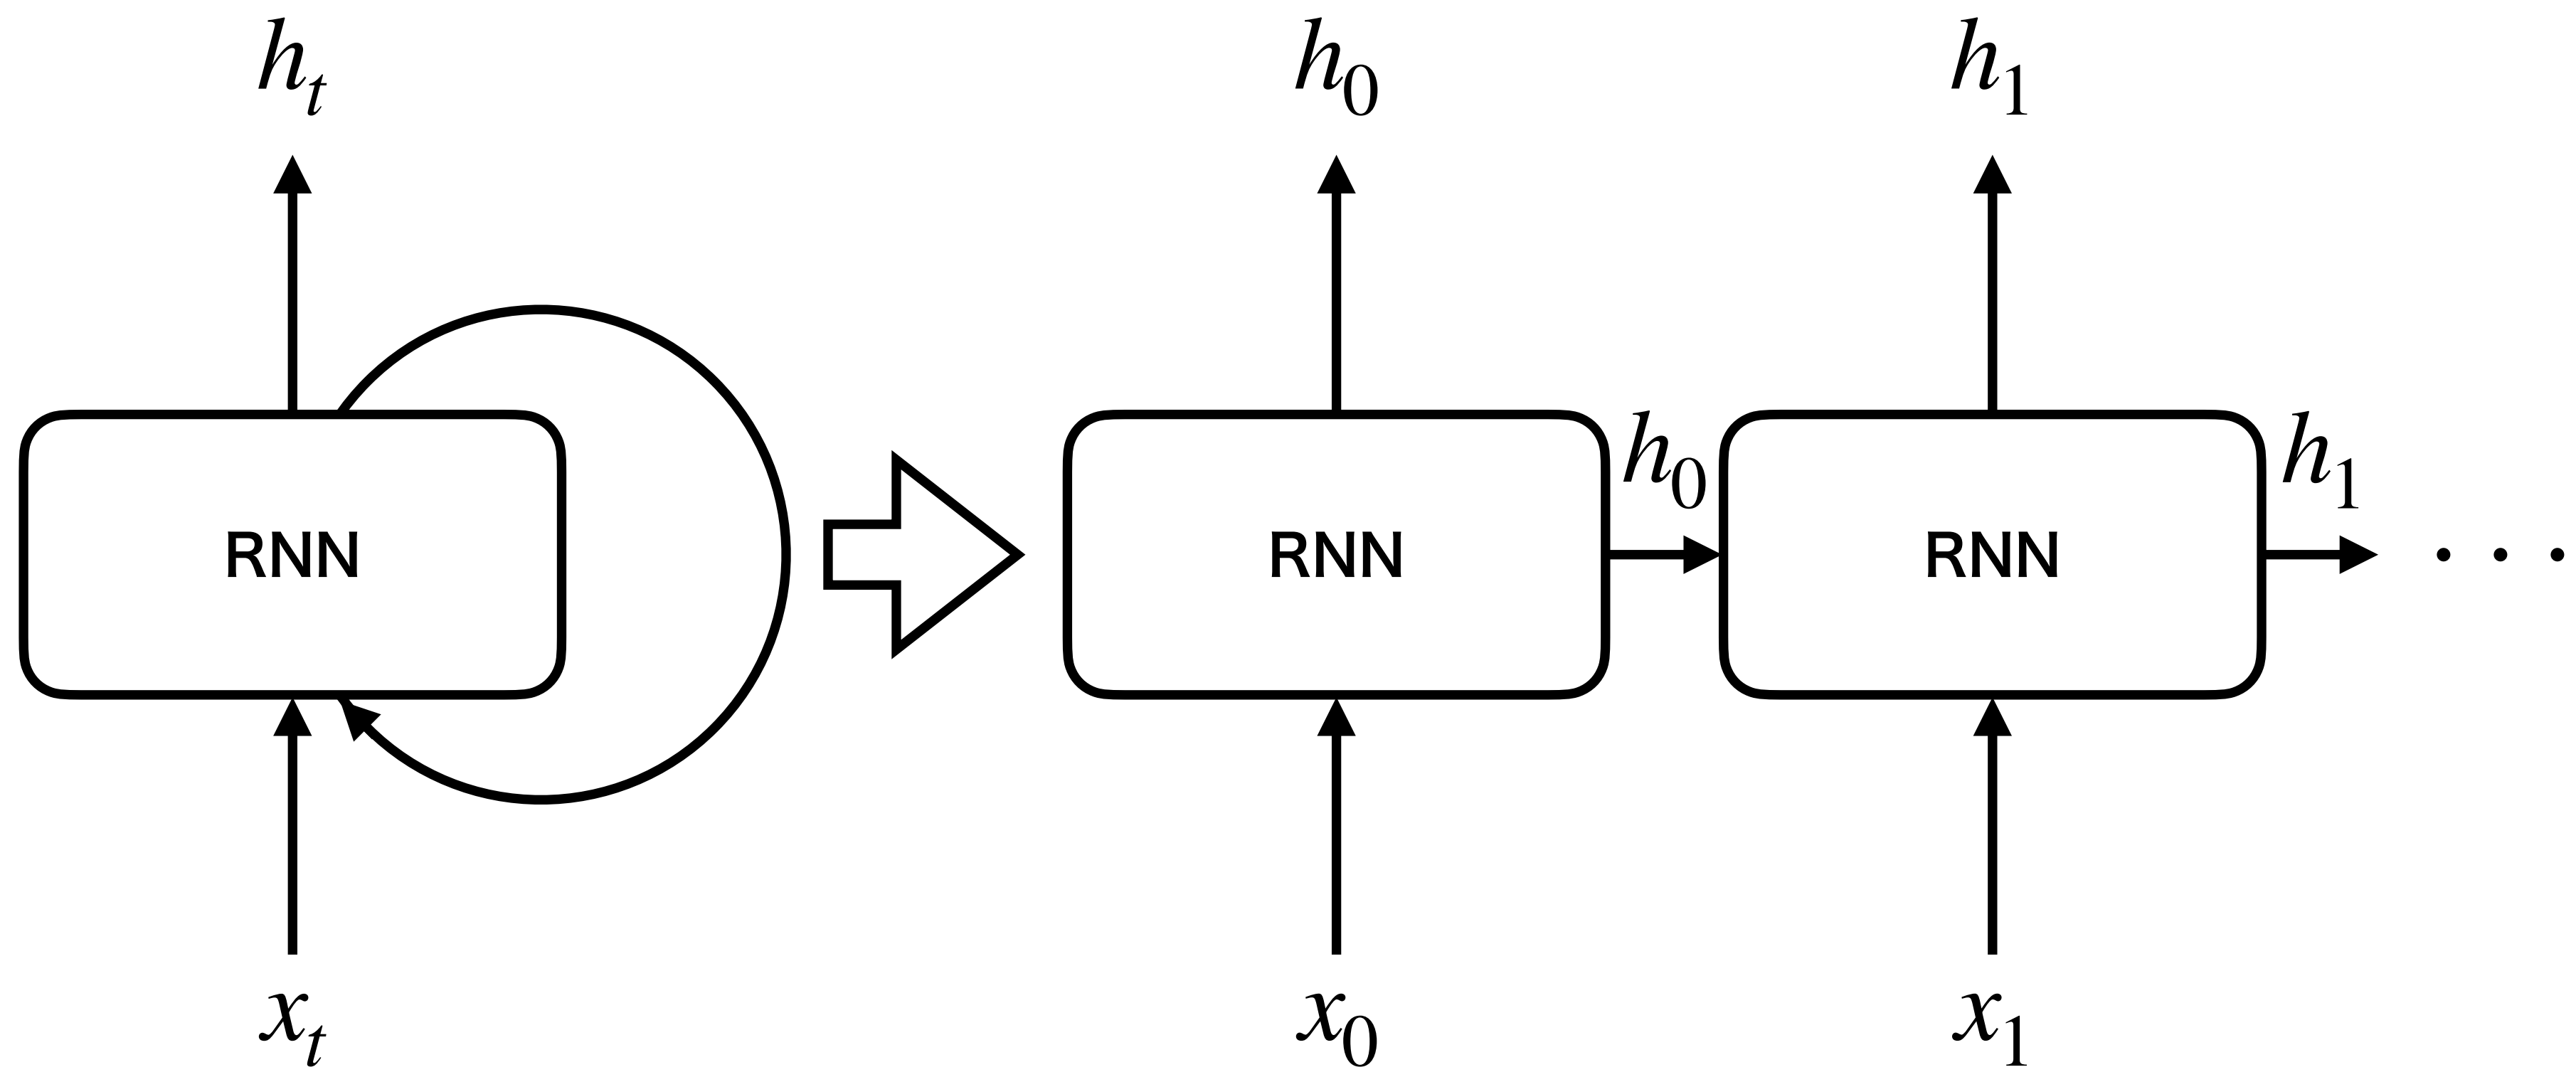 h_t h_0 h_1
h_0 h_1
RNN RNN RNN . . .
x_t x_0 x_1